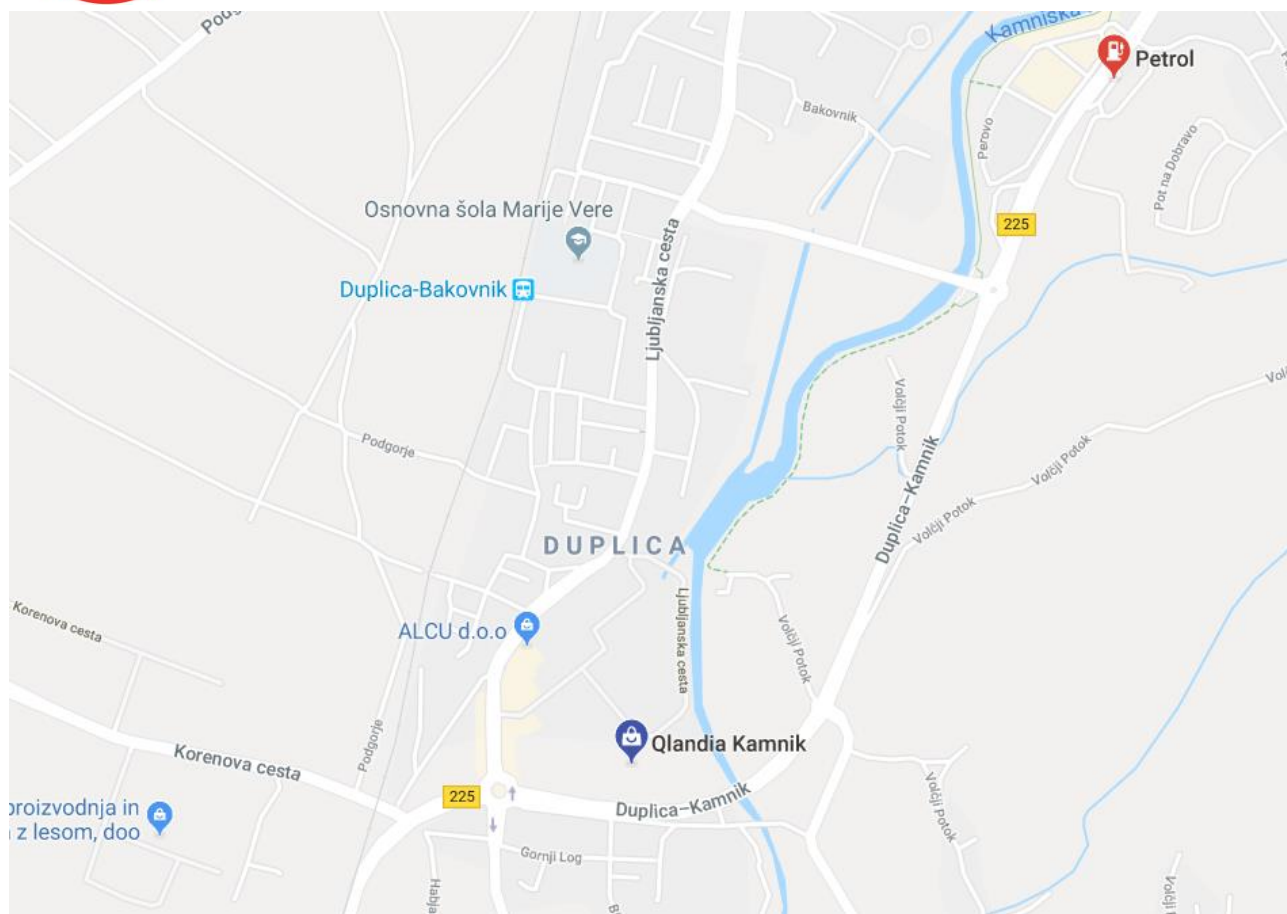 Kamniška
Petrol
Bakovnik
Perovo
Pot na Dobravo
Osnovna šola Marije Vere
225
Ljubljanska cesta
Duplica-Bakovnik
Volčji Potok
Podgorje
Duplica-Kamnik
Volčji Potok
Volčji Potok
DUPLICA
Ljubljanska cesta
Korenova cesta
ALCU d.o.o
Volčji Potok
Podgorje
Qlandia Kamnik
Korenova cesta
225
Duplica-Kamnik
Volčji Potok
proizvodnja in
z lesom, doo
Gornji Log